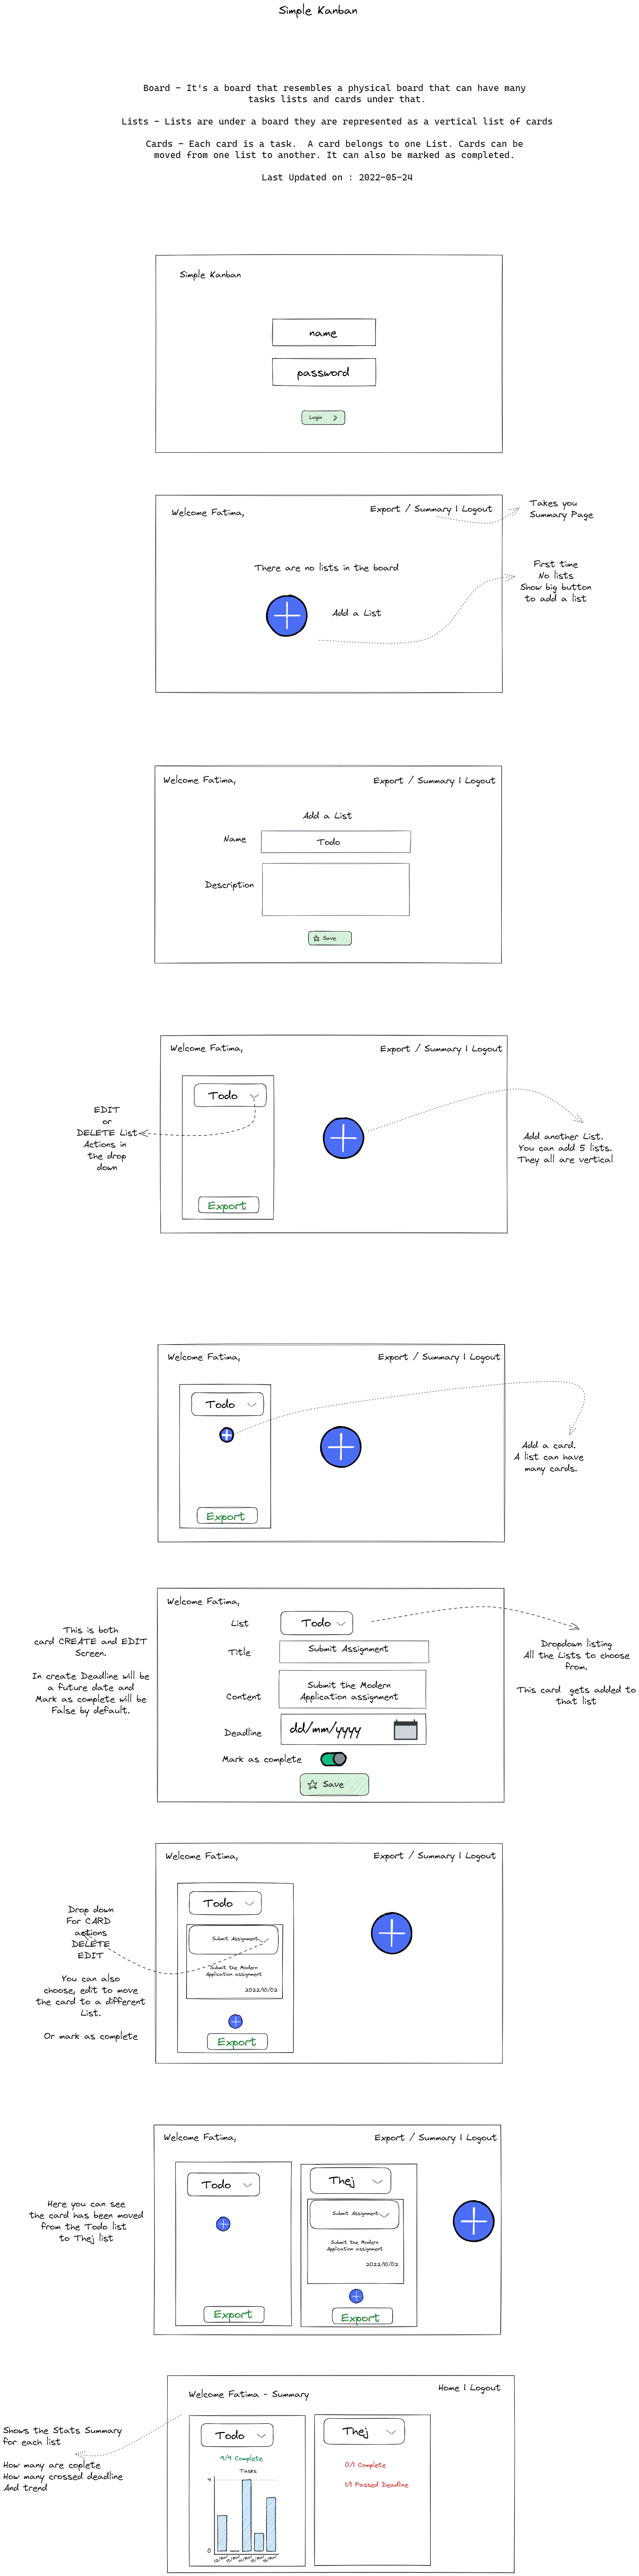 Simple Kanban
Board - It's a board that resembles a physical board that can have many
tasks lists and cards under that.
Lists - Lists are under a board they are represented as a vertical list of cards
Cards - Each card is a task. A card belongs to one List. Cards can be
moved from one list to another. It can also be marked as completed.
Last Updated on : 2022-05-24
Simple Kanban
name
password
Login
Welcome Fatima,
Export / Summary | Logout
Takes you
Summary Page
There are no lists in the board
Add a List
First time
No lists
Show big button
to add a list
Welcome Fatima,
Export / Summary | Logout
Add a List
Name
Todo
Description
Save
Welcome Fatima,
Export / Summary | Logout
Todo
Export
EDIT
or
DELETE List
Actions in
the drop
down
Add another List.
You can add 5 lists.
They all are vertical
Welcome Fatima,
Export / Summary | Logout
Todo
Export
Add a card.
A list can have
many cards.
Welcome Fatima,
List
Todo
Title
Submit Assignment
Content
Submit the Modern
Application assignment
Deadline
dd/mm/yyyy
Mark as complete
Save
This is both
card CREATE and EDIT
Screen.
In create Deadline will be
a future date and
Mark as complete will be
False by default.
Dropdown listing
All the Lists to choose
from.
This card gets added to
that list
Welcome Fatima,
Export / Summary | Logout
Todo
Submit Assignment
Submit the Modern
Application assignment
2022/10/02
Export
Drop down
For CARD
actions
DELETE
EDIT
You can also
choose, edit to move
the card to a different
List.
Or mark as complete
Welcome Fatima,
Export / Summary | Logout
Todo
Export
Thej
Submit Assignment
Submit the Modern
Application assignment
2022/10/02
Export
Here you can see
the card has been moved
from the Todo list
to Thej list
Welcome Fatima - Summary
Home | Logout
Todo
Tasks
4
0
Thej
0/1 Complete
1/1 Passed Deadline
Shows the Stats Summary
for each list
How many are coplete
How many crossed deadline
And trend